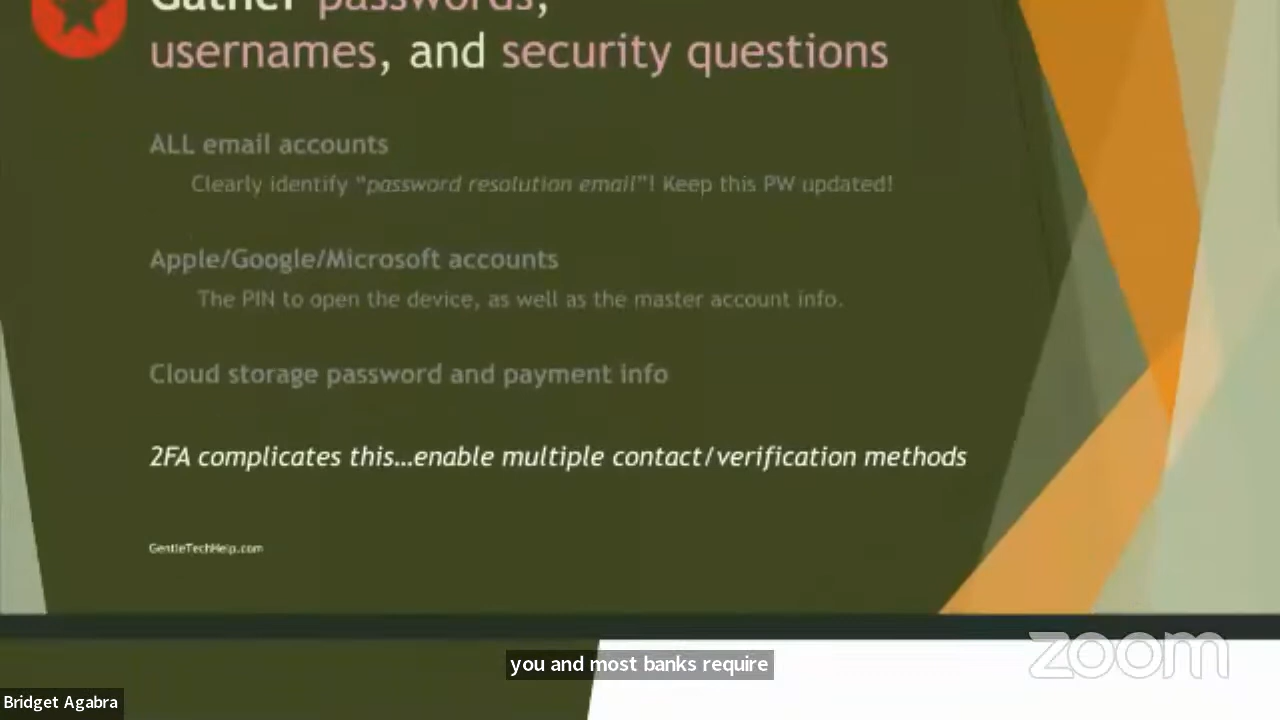 Gather passwords,
usernames, and security questions
ALL email accounts
Clearly identify “password resolution email”! Keep this PW updated!
Apple/Google/Microsoft accounts
The PIN to open the device, as well as the master account info.
Cloud storage password and payment info
2FA complicates this...enable multiple contact/verification methods
GentleTechHelp.com
you and most banks require
zoom
Bridget Agabra